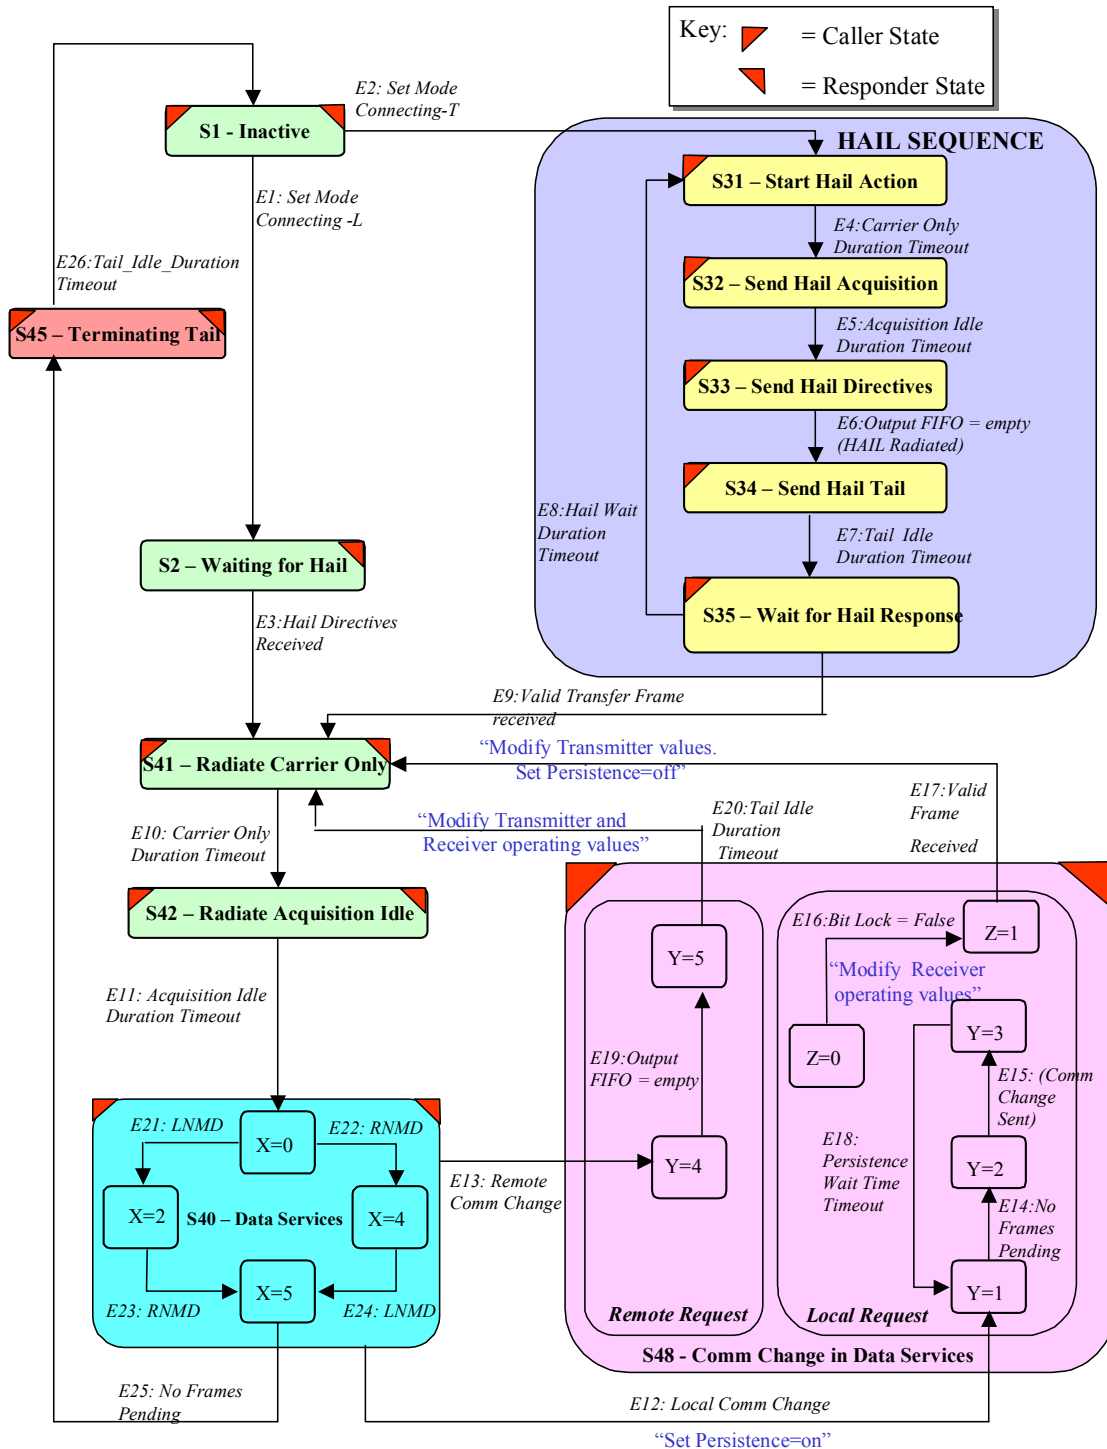 Key:
= Caller State
= Responder State
E2: Set Mode
Connecting-T
S1 - Inactive
HAIL SEQUENCE
S31 – Start Hail Action
E1: Set Mode
Connecting -L
E4:Carrier Only
Duration Timeout
E26:Tail_Idle_Duration
Timeout
S32 – Send Hail Acquisition
S45 – Terminating Tail
E5:Acquisition Idle
Duration Timeout
S33 – Send Hail Directives
E6:Output FIFO = empty
(HAIL Radiated)
S34 – Send Hail Tail
E8:Hail Wait
Duration
Timeout
E7:Tail Idle
Duration Timeout
S2 – Waiting for Hail
S35 – Wait for Hail Response
E3:Hail Directives
Received
E9:Valid Transfer Frame
received
S41 – Radiate Carrier Only
“Modify Transmitter values.
Set Persistence=off”
E17:Valid
Frame
Received
E20:Tail Idle
Duration
Timeout
“Modify Transmitter and
Receiver operating values”
E10: Carrier Only
Duration Timeout
S42 – Radiate Acquisition Idle
E16:Bit Lock = False
Z=1
Y=5
“Modify Receiver
operating values”
E11: Acquisition Idle
Duration Timeout
Y=3
Z=0
E19:Output
FIFO = empty
E15: (Comm
Change
Sent)
E21: LNMD
E22: RNMD
X=0
E18:
Persistence
Wait Time
Timeout
Y=4
Y=2
E13: Remote
Comm Change
X=2
S40 – Data Services
X=4
E14:No
Frames
Pending
X=5
Y=1
E23: RNMD
E24: LNMD
Remote Request
Local Request
S48 - Comm Change in Data Services
E25: No Frames
Pending
E12: Local Comm Change
“Set Persistence=on”